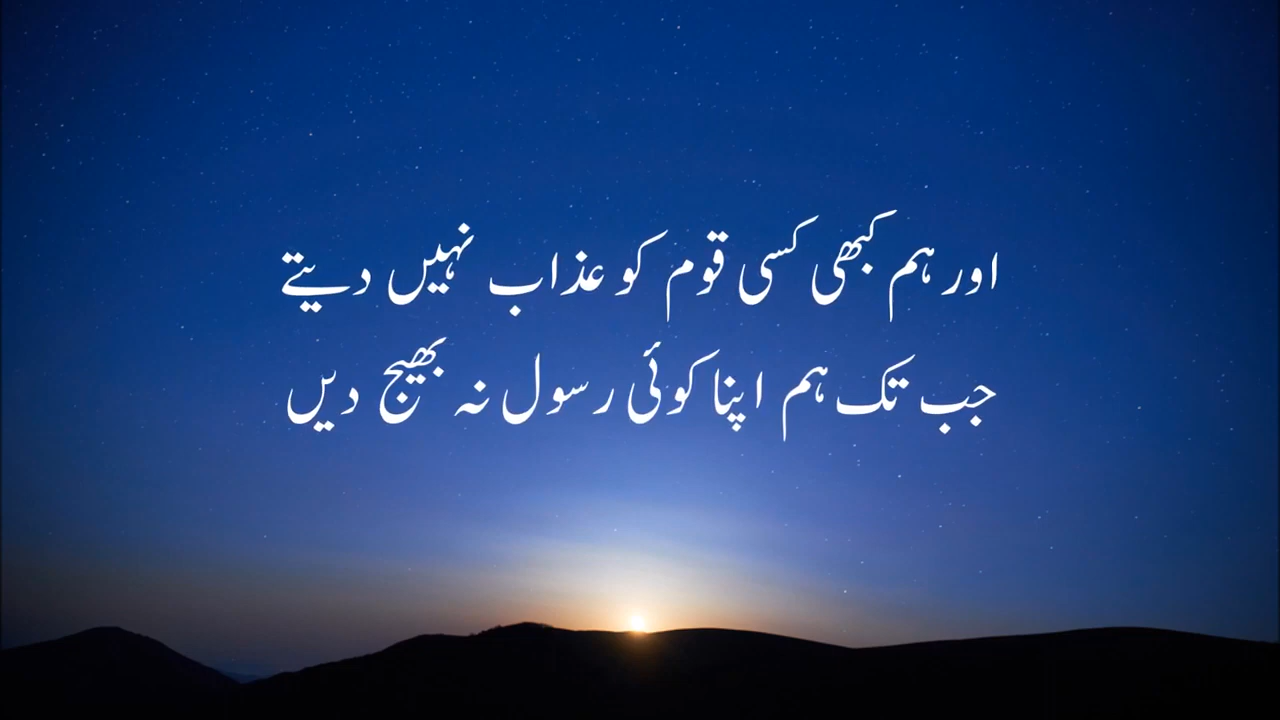 اور ہم کبھی کسی قوم کو عذاب نہیں دیتے
جب تک ہم اپنا کوئی رسول نہ بھیج دیں